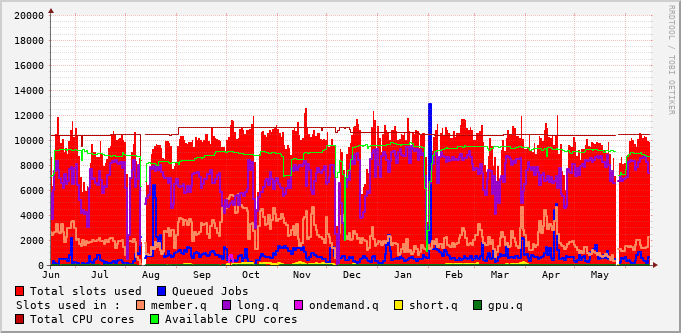 20000
18000
16000
14000
12000
10000
8000
6000
4000
2000
0
Jun Jul Aug Sep Oct Nov Dec Jan Feb Mar Apr May
Total slots used Queued Jobs
Slots used in : member.q long.q ondemand.q short.q gpu.q
Total CPU cores Available CPU cores
RRDTOOL / TOBI OETIKER